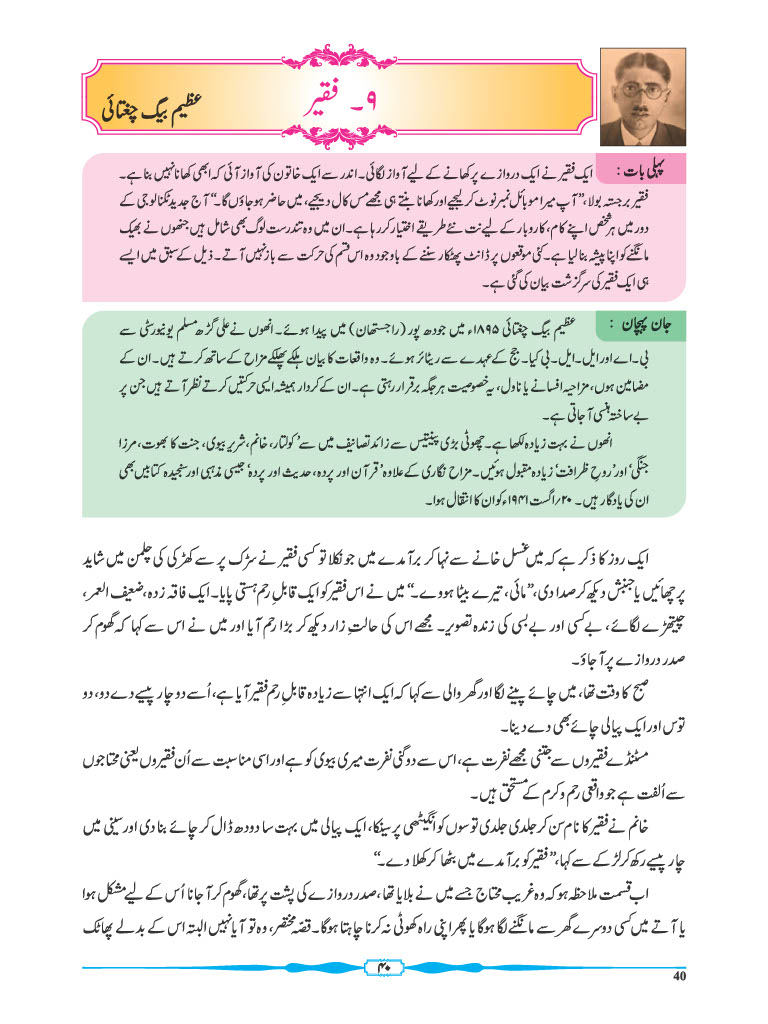 ۹۔ فقیر
عظیم بیگ چغتائی
پہلی بات : ایک فقیر نے ایک دروازے پر کھانے کے لیے آواز لگائی۔ اندر سے ایک خاتون کی آواز آئی کہ ابھی کھانا نہیں بنا ہے۔
فقیر برجستہ بولا، ”آپ میرا موبائل نمبر نوٹ کر لیجیے اور کھانا بنتے ہی مجھے مس کال دیجیے، میں حاضر ہو جاؤں گا۔“ آج جدید ٹکنالوجی کے
دور میں ہر شخص اپنے کام، کاروبار کے لیے نت نئے طریقے اختیار کر رہا ہے۔ ان میں وہ تندرست لوگ بھی شامل ہیں جنھوں نے بھیک
مانگنے کو اپنا پیشہ بنا لیا ہے۔ کئی موقعوں پر ڈانٹ پھٹکار سننے کے باوجود وہ اس قسم کی حرکت سے باز نہیں آتے۔ ذیل کے سبق میں ایسے
ہی ایک فقیر کی سرگزشت بیان کی گئی ہے۔
جان پہچان : عظیم بیگ چغتائی ۱۸۹۵ء میں جودھ پور (راجستھان) میں پیدا ہوئے۔ انھوں نے علی گڑھ مسلم یونیورسٹی سے
بی۔اے اور ایل۔ایل۔بی کیا۔ جج کے عہدے سے ریٹائر ہوئے۔ وہ واقعات کا بیان ہلکے پھلکے مزاح کے ساتھ کرتے ہیں۔ ان کے
مضامین ہوں، مزاحیہ افسانے یا ناول، یہ خصوصیت ہر جگہ برقرار رہتی ہے۔ ان کے کردار ہمیشہ ایسی حرکتیں کرتے نظر آتے ہیں جن پر
بے ساختہ ہنسی آ جاتی ہے۔
انھوں نے بہت زیادہ لکھا ہے۔ چھوٹی بڑی پینتیس سے زائد تصانیف میں سے ’کولتار، خانم، شریر بیوی، جنت کا بھوت، مرزا
جنگی‘ اور ’روحِ ظرافت‘ زیادہ مقبول ہوئیں۔ مزاح نگاری کے علاوہ ’قرآن اور پردہ، حدیث اور پردہ‘ جیسی مذہبی اور سنجیدہ کتابیں بھی
ان کی یادگار ہیں۔ ۲۰؍اگست ۱۹۴۱ء کو ان کا انتقال ہوا۔
ایک روز کا ذکر ہے کہ میں غسل خانے سے نہا کر برآمدے میں جو نکلا تو کسی فقیر نے سڑک پر سے کھڑکی کی چلمن میں شاید
پرچھائیں یا جنبش دیکھ کر صدا دی، ”مائی، تیرے بیٹا ہووے۔“ میں نے اس فقیر کو ایک قابلِ رحم ہستی پایا۔ ایک فاقہ زدہ، ضعیف العمر،
چیتھڑے لگائے، بے کسی اور بے بسی کی زندہ تصویر۔ مجھے اس کی حالتِ زار دیکھ کر بڑا رحم آیا اور میں نے اس سے کہا کہ گھوم کر
صدر دروازے پر آ جاؤ۔
صبح کا وقت تھا، میں چائے پینے لگا اور گھر والی سے کہا کہ ایک انتہا سے زیادہ قابلِ رحم فقیر آیا ہے، اُسے دو چار پیسے دے دو، دو
توس اور ایک پیالی چائے بھی دے دینا۔
مسٹنڈے فقیروں سے جتنی مجھے نفرت ہے، اس سے دوگنی نفرت میری بیوی کو ہے اور اسی مناسبت سے اُن فقیروں یعنی محتاجوں
سے اُلفت ہے جو واقعی رحم و کرم کے مستحق ہیں۔
خانم نے فقیر کا نام سن کر جلدی جلدی توسوں کو انگیٹھی پر سینکا، ایک پیالی میں بہت سا دودھ ڈال کر چائے بنا دی اور سینی میں
چار پیسے رکھ کر لڑکے سے کہا، ”فقیر کو برآمدے میں بٹھا کر کھلا دے۔“
اب قسمت ملاحظہ ہو کہ وہ غریب محتاج جسے میں نے بلایا تھا، صدر دروازے کی پشت پر تھا، گھوم کر آ جانا اُس کے لیے مشکل ہوا
یا آتے میں کسی دوسرے گھر سے مانگنے لگا ہوگا یا پھر اپنی راہ کھوٹی نہ کرنا چاہتا ہوگا۔ قصّہ مختصر، وہ تو آیا نہیں البتہ اس کے بدلے پھاٹک
۴۰
40